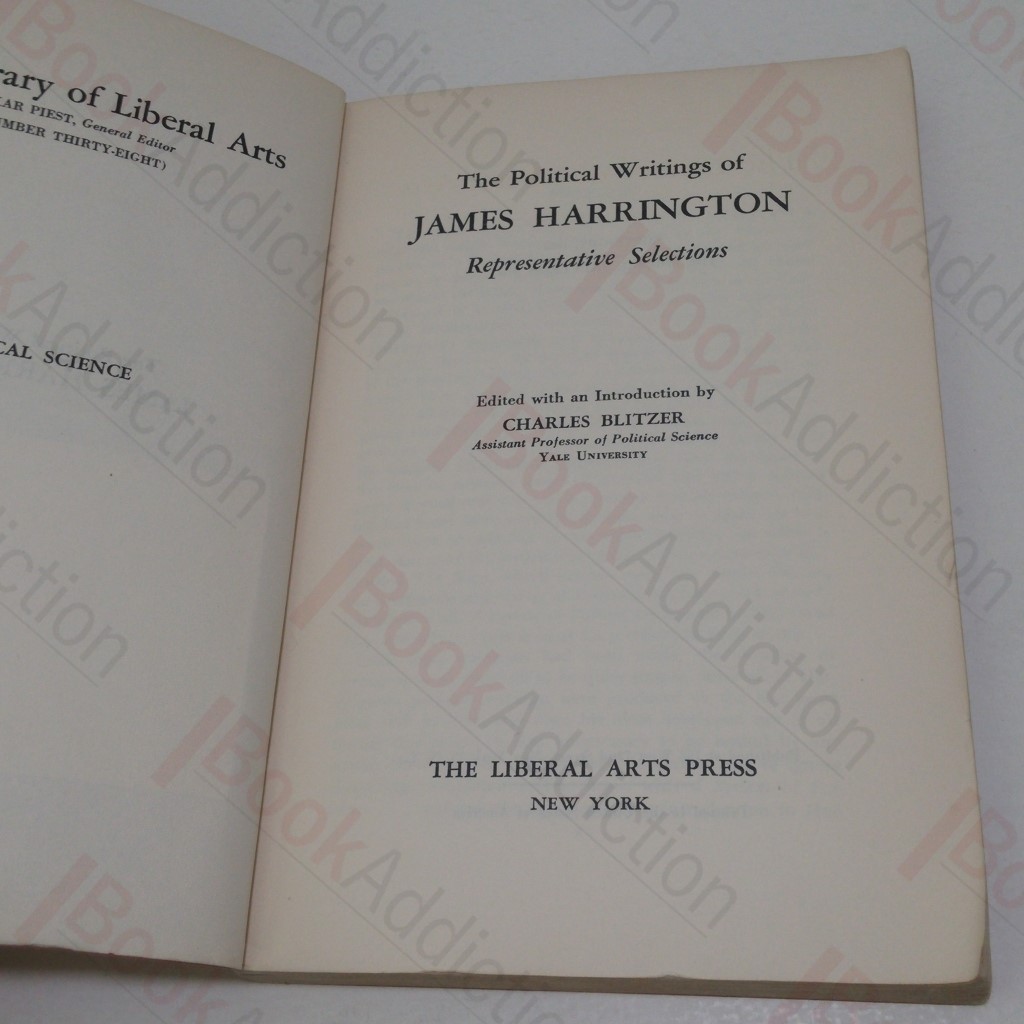 rary of Liberal Arts
KAR PIEST, General Editor
MBER THIRTY-EIGHT)
CAL SCIENCE
The Political Writings of
JAMES HARRINGTON
Representative Selections
Edited with an Introduction by
CHARLES BLITZER
Assistant Professor of Political Science
YALE UNIVERSITY
THE LIBERAL ARTS PRESS
NEW YORK
BookAddiction